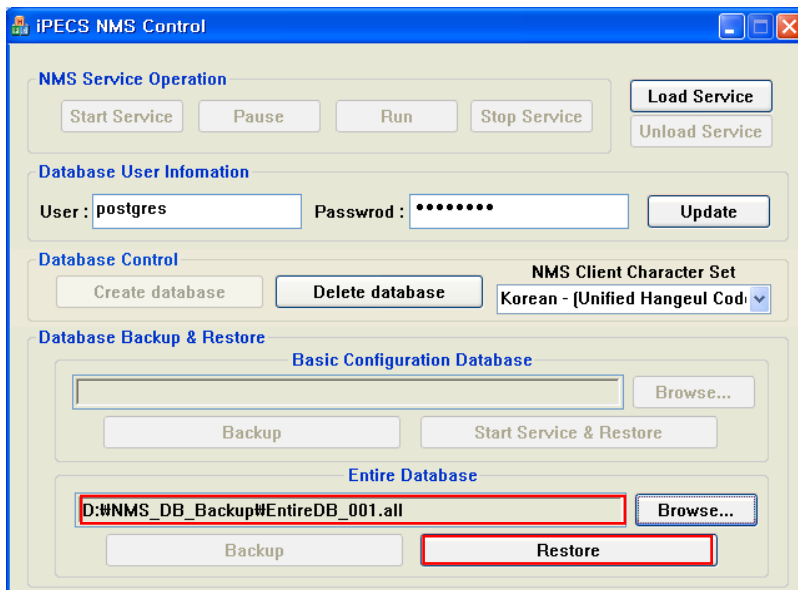 iPECS NMS Control
NMS Service Operation
Start Service Pause Run Stop Service
Load Service
Unload Service
Database User Infomation
User : postgres Passwrod : •••••••• Update
Database Control
Create database Delete database
NMS Client Character Set
Korean - (Unified Hangeul Cod
Database Backup & Restore
Basic Configuration Database
Browse...
Backup Start Service & Restore
Entire Database
D:#NMS_DB_Backup#EntireDB_001.all Browse...
Backup Restore